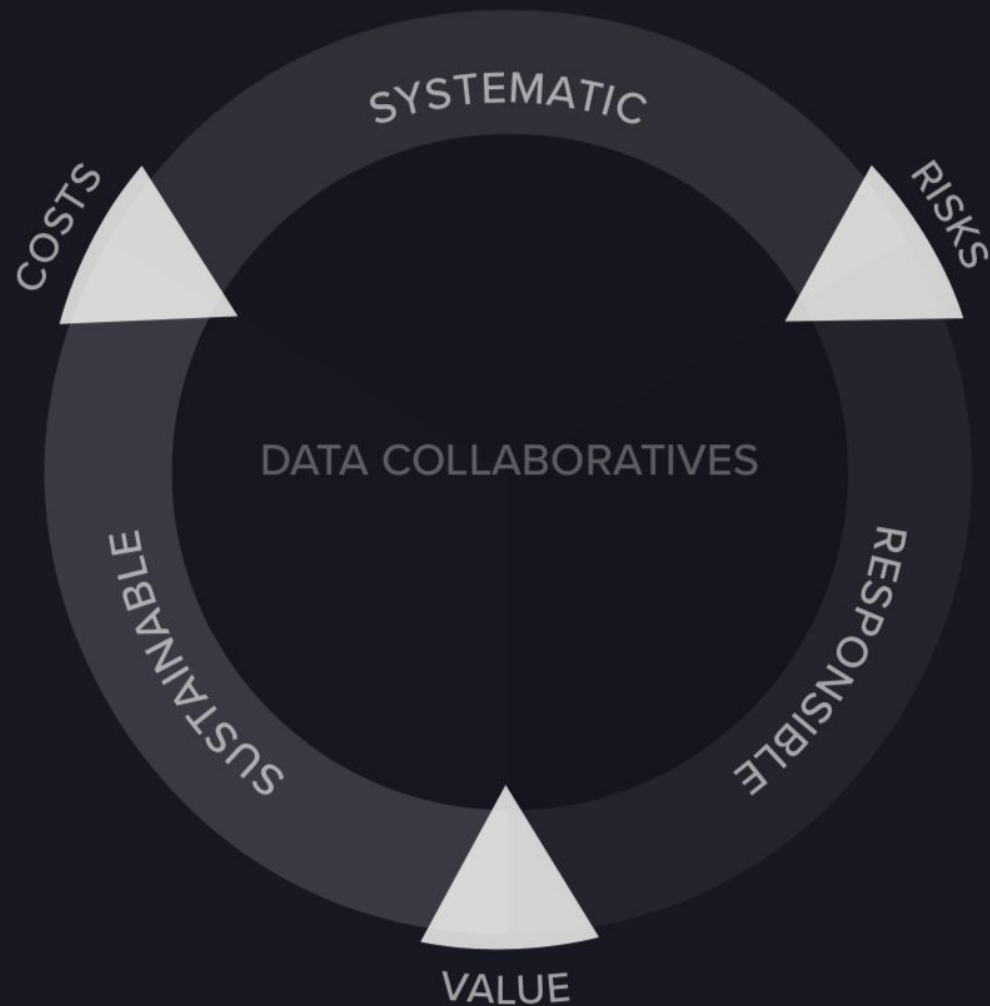 SYSTEMATIC
COSTS
RISKS
DATA COLLABORATIVES
SUSTAINABLE
RESPONSIBLE
VALUE